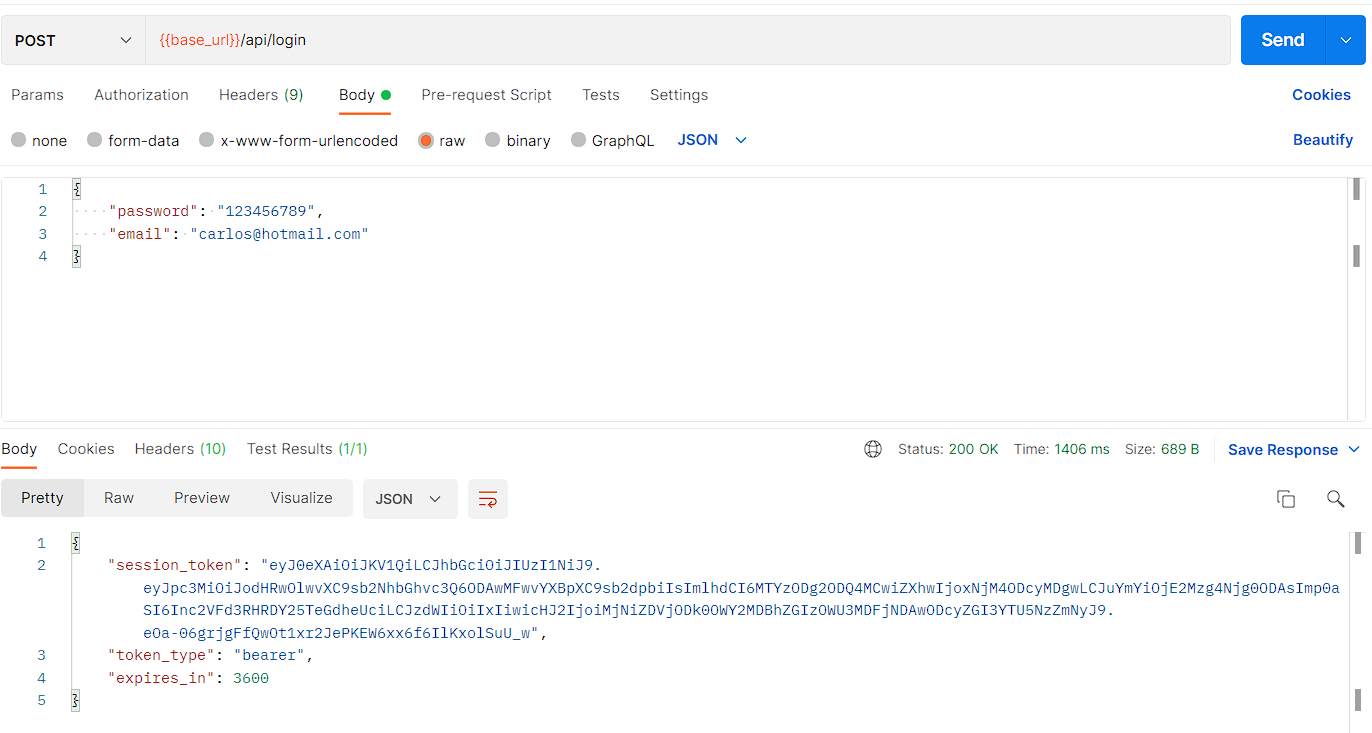 POST {{base_url}}/api/login Send
Params Authorization Headers (9) Body Pre-request Script Tests Settings Cookies
none form-data x-www-form-urlencoded raw binary GraphQL JSON Beautify
1 {
2 "password": "123456789",
3 "email": "carlos@hotmail.com"
4 }
Body Cookies Headers (10) Test Results (1/1) Status: 200 OK Time: 1406 ms Size: 689 B Save Response
Pretty Raw Preview Visualize JSON
1 {
2 "session_token": "eyJ0eXAiOiJKV1QiLCJhbGciOiJIUzI1NiJ9.
eyJpc3MiOiJodHRwOlwvXC9sb2NhbGhvc3Q6ODAwMFwvYXBpXC9sb2dpbiIsImlhdCI6MTYzODg2ODQ4MCwiZXhwIjoxNjM4ODcyMDgwLCJuYmYiOjE2Mzg4Njg0ODAsImp0a
SI6Inc2VFd3RHRDY25TeGdheUciLCJzdWIiOiIxIiwicHJ2IjoiMjNiZDVjODk0OWY2MDBhZGIzOWU3MDFjNDAwODcyZGI3YTU5NzZmNyJ9.
eOa-06grjgFfQwOt1xr2JePKEW6xx6f6IlKxolSuU_w",
3 "token_type": "bearer",
4 "expires_in": 3600
5 }